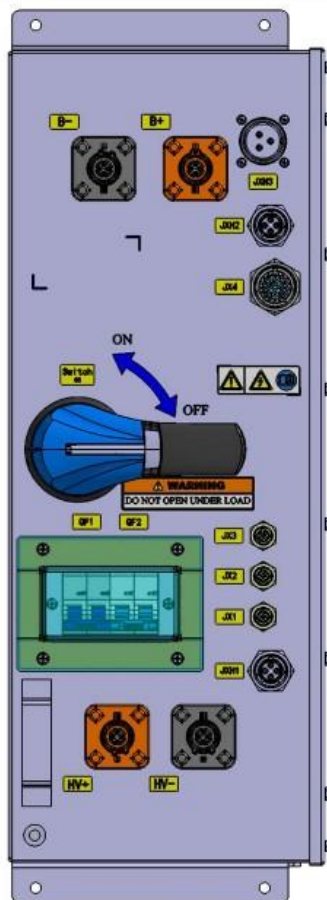 B-
B+
JXH3
JXH2
JX4
ON
Switch
OFF
WARNING
DO NOT OPEN UNDER LOAD
QF1
QF2
JX3
JX2
JX1
JXH1
HV+
HV-